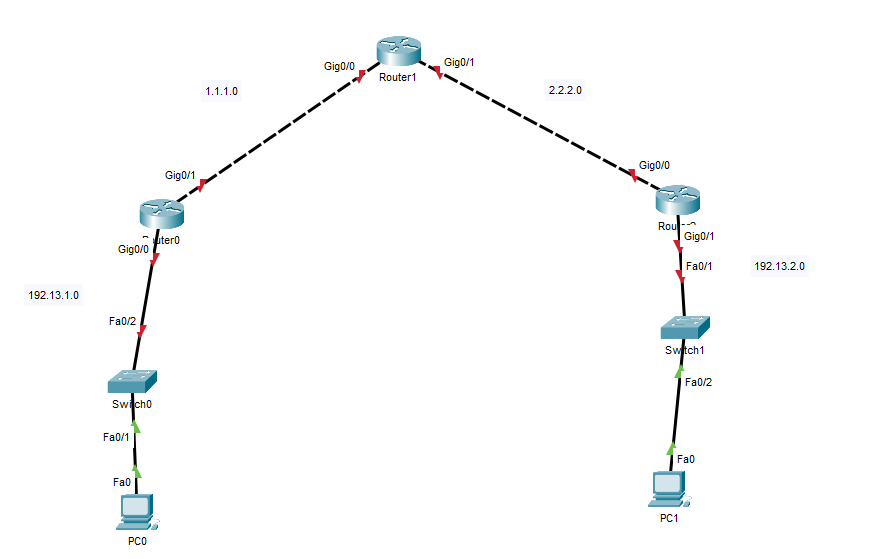 Gig0/0
Gig0/1
Router1
1.1.1.0
2.2.2.0
Gig0/1
Gig0/0
Gig0/0
Gig0/1
192.13.1.0
Fa0/1
192.13.2.0
Fa0/2
Switch1
Switch0
Fa0/2
Fa0/1
Fa0
Fa0
PC1
PC0